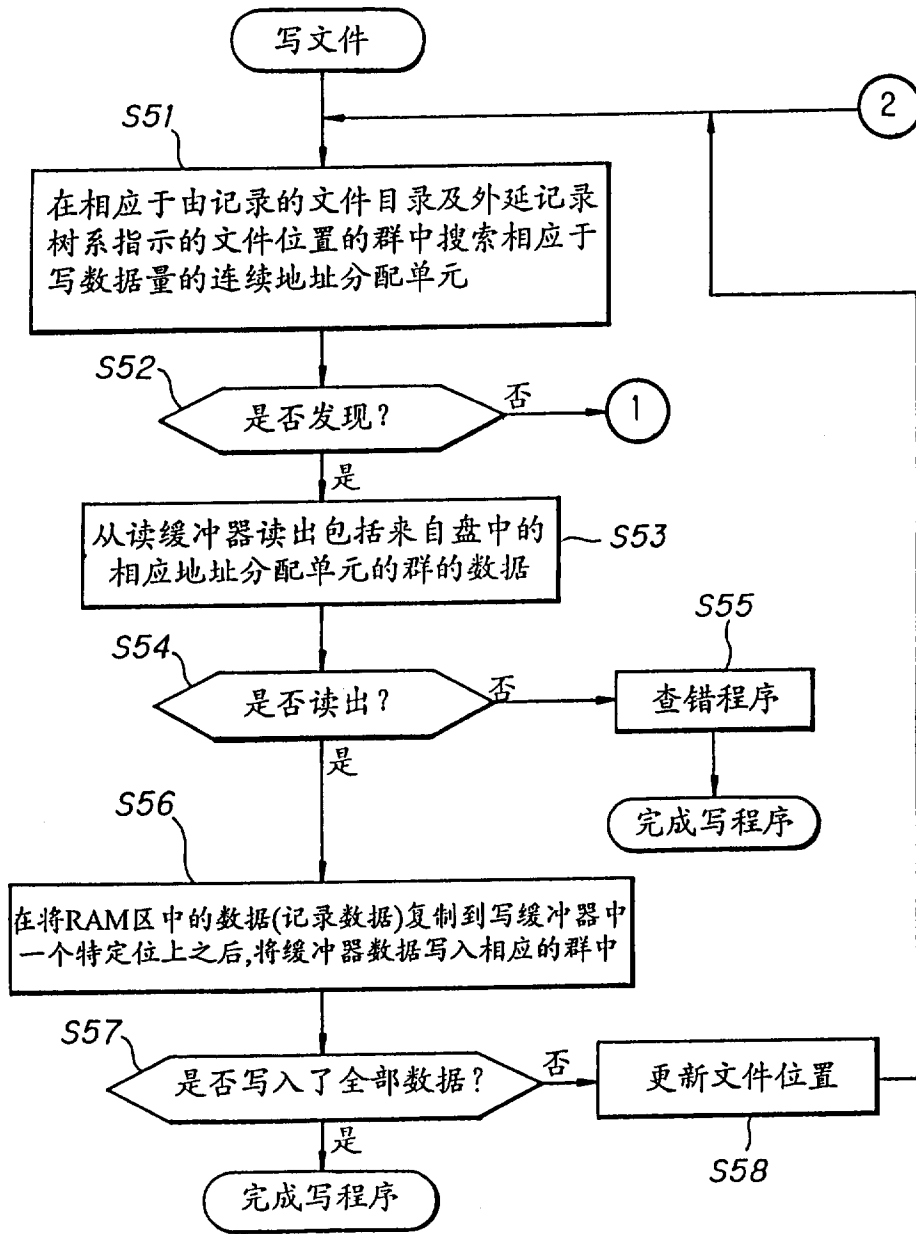 写文件
2
S51
在相应于由记录的文件目录及外延记录
树系指示的文件位置的群中搜索相应于
写数据量的连续地址分配单元
S52
是否发现?
否
1
是
从读缓冲器读出包括来自盘中的
相应地址分配单元的群的数据
S53
S54
是否读出?
否
S55
查错程序
是
完成写程序
S56
在将RAM区中的数据(记录数据)复制到写缓冲器中
一个特定位上之后,将缓冲器数据写入相应的群中
S57
是否写入了全部数据?
否
更新文件位置
S58
是
完成写程序